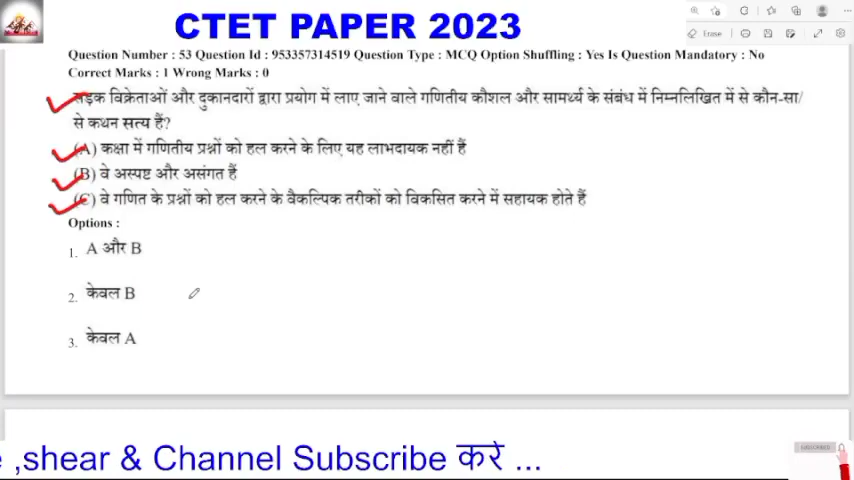 CTET PAPER 2023
Erase
Question Number : 53 Question Id : 953357314519 Question Type : MCQ Option Shuffling : Yes Is Question Mandatory : No
Correct Marks : 1 Wrong Marks : 0
सड़क विक्रेताओं और दुकानदारों द्वारा प्रयोग में लाए जाने वाले गणितीय कौशल और सामर्थ्य के संबंध में निम्नलिखित में से कौन-सा/
से कथन सत्य हैं?
(A) कक्षा में गणितीय प्रश्नों को हल करने के लिए यह लाभदायक नहीं हैं
(B) वे अस्पष्ट और असंगत हैं
(C) वे गणित के प्रश्नों को हल करने के वैकल्पिक तरीकों को विकसित करने में सहायक होते हैं
Options :
1. A और B
2. केवल B
3. केवल A
,shear & Channel Subscribe करे ...
SUBSCRIBED